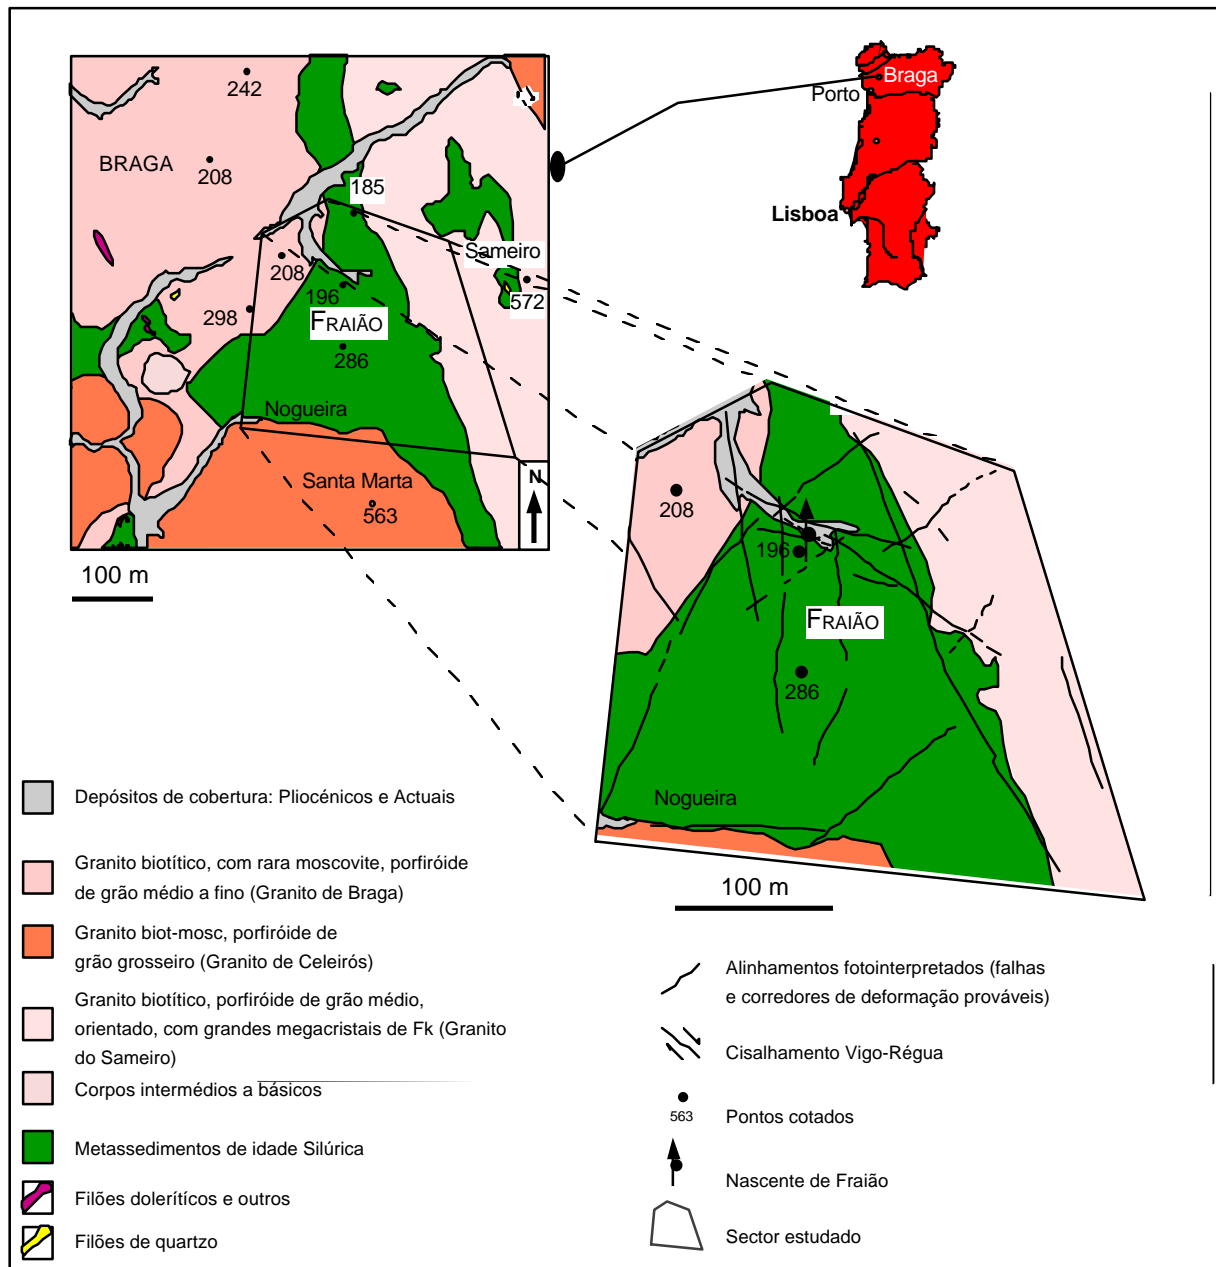 242
BRAGA
208
185
Sameiro
208
196
572
298
FRAIÃO
286
Nogueira
Santa Marta
563
N
100 m
Braga
Porto
Lisboa
208
196
FRAIÃO
286
Nogueira
100 m
Depósitos de cobertura: Pliocénicos e Actuais
Granito biotítico, com rara moscovite, porfiróide
de grão médio a fino (Granito de Braga)
Granito biot-mosc, porfiróide de
grão grosseiro (Granito de Celeirós)
Granito biotítico, porfiróide de grão médio,
orientado, com grandes megacristais de Fk (Granito
do Sameiro)
Corpos intermédios a básicos
Metassedimentos de idade Silúrica
Filões doleríticos e outros
Filões de quartzo
Alinhamentos fotointerpretados (falhas
e corredores de deformação prováveis)
Cisalhamento Vigo-Régua
563
Pontos cotados
Nascente de Fraião
Sector estudado